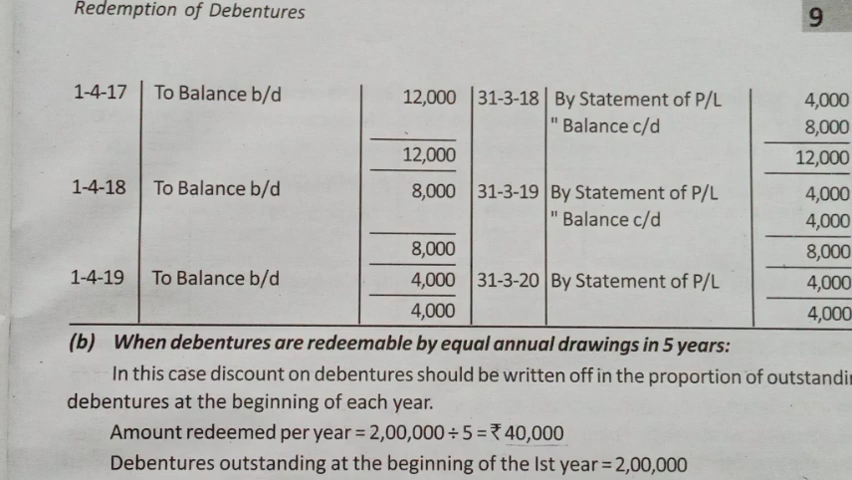 Redemption of Debentures 9
1-4-17 To Balance b/d 12,000 31-3-18 By Statement of P/L 4,000
" Balance c/d 8,000
12,000 12,000
1-4-18 To Balance b/d 8,000 31-3-19 By Statement of P/L 4,000
" Balance c/d 4,000
8,000 8,000
1-4-19 To Balance b/d 4,000 31-3-20 By Statement of P/L 4,000
4,000 4,000
(b) When debentures are redeemable by equal annual drawings in 5 years:
In this case discount on debentures should be written off in the proportion of outstandin
debentures at the beginning of each year.
Amount redeemed per year = 2,00,000 ÷ 5 = ₹ 40,000
Debentures outstanding at the beginning of the Ist year = 2,00,000